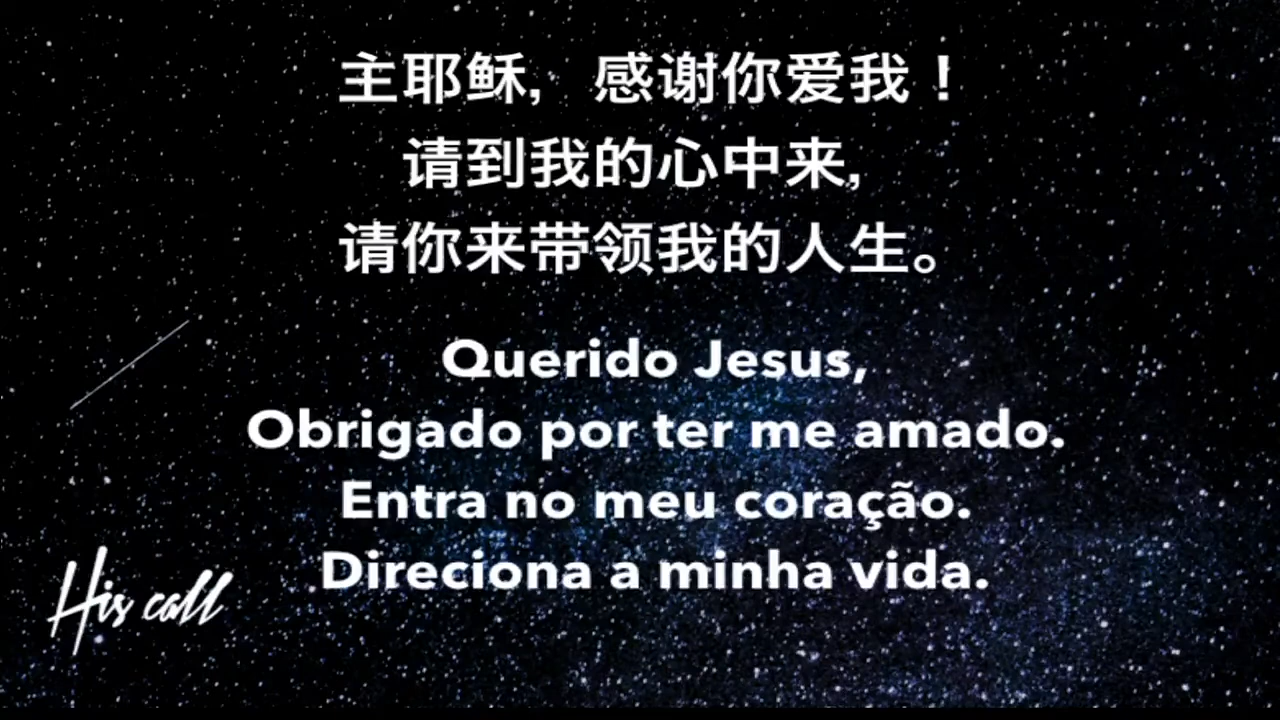 主耶稣，感谢你爱我！
请到我的心中来，
请你来带领我的人生。
Querido Jesus,
Obrigado por ter me amado.
Entra no meu coração.
Direciona a minha vida.
His call